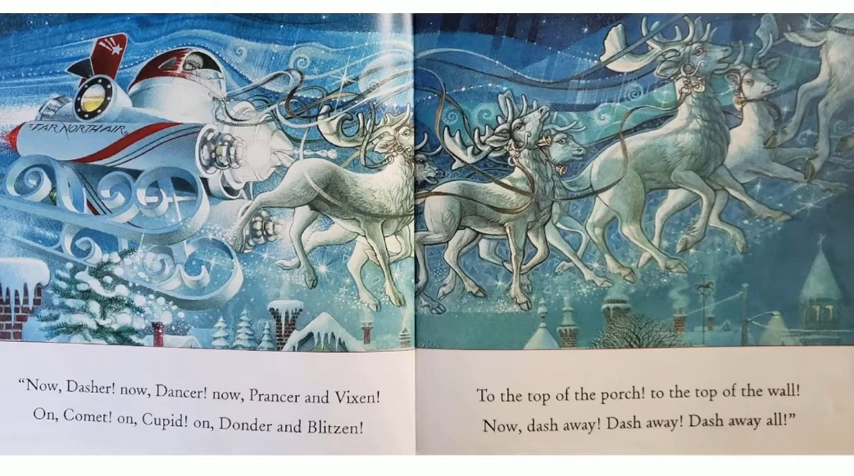 FAR NORTH AIR
“Now, Dasher! now, Dancer! now, Prancer and Vixen!
On, Comet! on, Cupid! on, Donder and Blitzen!
To the top of the porch! to the top of the wall!
Now, dash away! Dash away! Dash away all!”